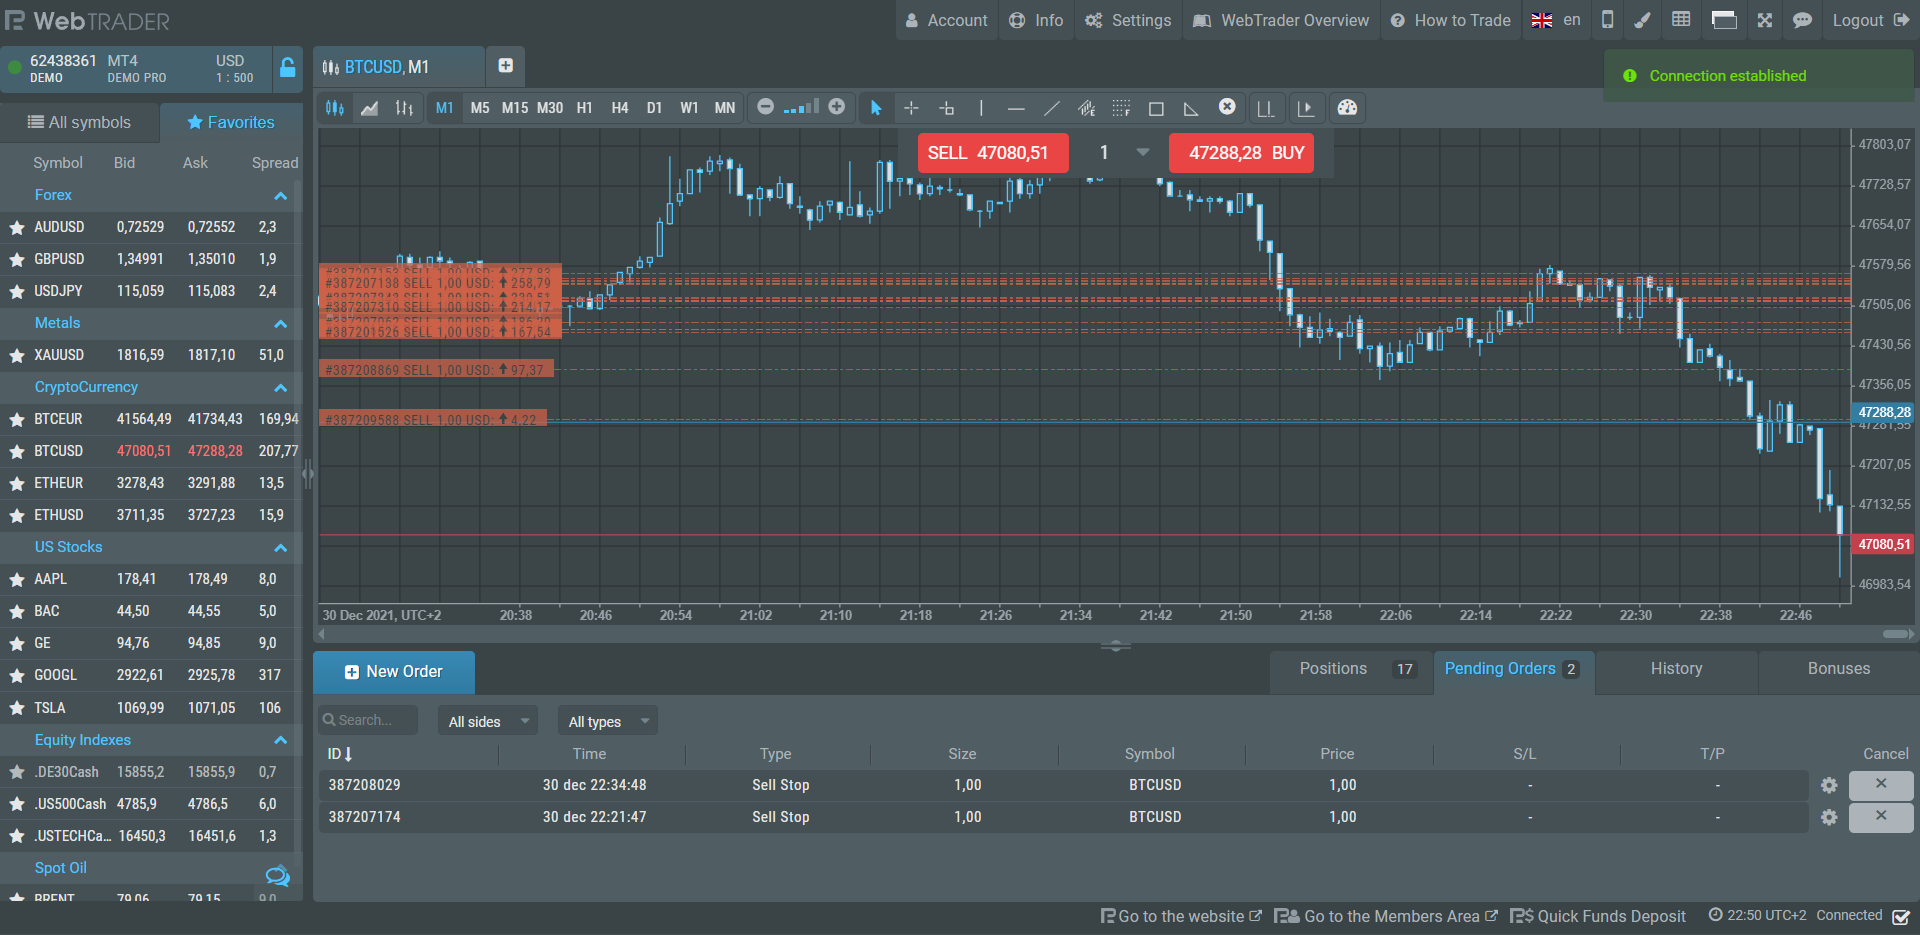 WebTRADER
Account Info Settings WebTrader Overview How to Trade en Logout
62438361 MT4 USD
DEMO DEMO PRO 1 : 500
BTCUSD, M1
Connection established
All symbols Favorites
M1 M5 M15 M30 H1 H4 D1 W1 MN
SELL 47080,51 1 47288,28 BUY
Symbol Bid Ask Spread
Forex
AUDUSD 0,72529 0,72552 2,3
GBPUSD 1,34991 1,35010 1,9
USDJPY 115,059 115,083 2,4
Metals
XAUUSD 1816,59 1817,10 51,0
CryptoCurrency
BTCEUR 41564,49 41734,43 169,94
BTCUSD 47080,51 47288,28 207,77
ETHEUR 3278,43 3291,88 13,5
ETHUSD 3711,35 3727,23 15,9
US Stocks
AAPL 178,41 178,49 8,0
BAC 44,50 44,55 5,0
GE 94,76 94,85 9,0
GOOGL 2922,61 2925,78 317
TSLA 1069,99 1071,05 106
Equity Indexes
.DE30Cash 15855,2 15855,9 0,7
.US500Cash 4785,9 4786,5 6,0
.USTECHCa... 16450,3 16451,6 1,3
Spot Oil
BRENT 79,06 79,15 9,0
#387207138 SELL 1,00 USD: 258,79
#387207310 SELL 1,00 USD: 214,17
#387201526 SELL 1,00 USD: 167,54
#387208869 SELL 1,00 USD: 97,37
#387209588 SELL 1,00 USD: 4,22
47803,07
47728,57
47654,07
47579,56
47505,06
47430,56
47356,05
47288,28
47281,55
47207,05
47132,55
47080,51
46983,54
30 Dec 2021, UTC+2 20:38 20:46 20:54 21:02 21:10 21:18 21:26 21:34 21:42 21:50 21:58 22:06 22:14 22:22 22:30 22:38 22:46
New Order Positions 17 Pending Orders 2 History Bonuses
Search... All sides All types
ID Time Type Size Symbol Price S/L T/P Cancel
387208029 30 dec 22:34:48 Sell Stop 1,00 BTCUSD 1,00 - -
387207174 30 dec 22:21:47 Sell Stop 1,00 BTCUSD 1,00 - -
Go to the website Go to the Members Area Quick Funds Deposit 22:50 UTC+2 Connected